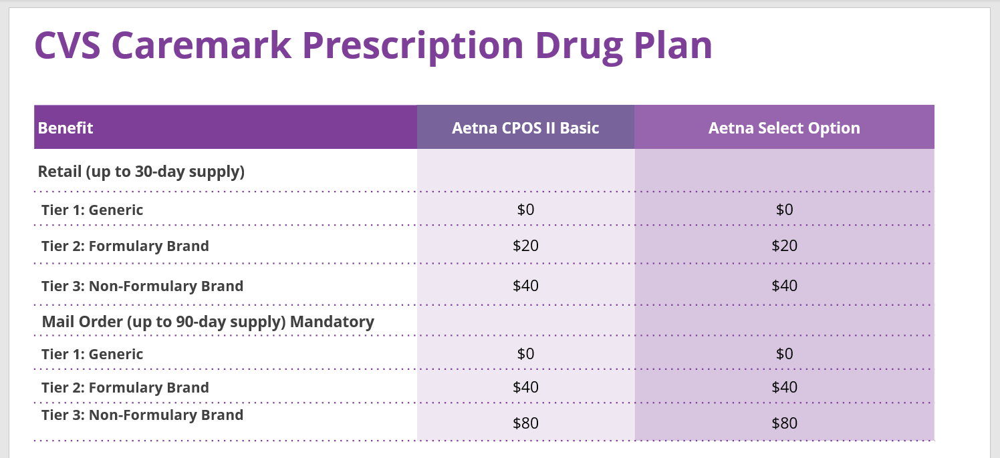 CVS Caremark Prescription Drug Plan
Benefit Aetna CPOS II Basic Aetna Select Option
Retail (up to 30-day supply)
Tier 1: Generic $0 $0
Tier 2: Formulary Brand $20 $20
Tier 3: Non-Formulary Brand $40 $40
Mail Order (up to 90-day supply) Mandatory
Tier 1: Generic $0 $0
Tier 2: Formulary Brand $40 $40
Tier 3: Non-Formulary Brand $80 $80